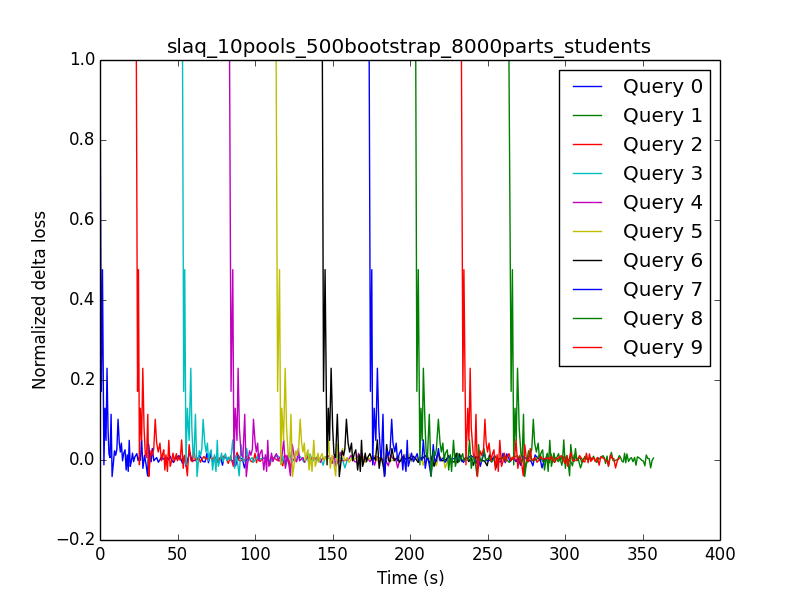 slaq_10pools_500bootstrap_8000parts_students
1.0
0.8
0.6
0.4
0.2
0.0
−0.2
Normalized delta loss
Query 0
Query 1
Query 2
Query 3
Query 4
Query 5
Query 6
Query 7
Query 8
Query 9
0 50 100 150 200 250 300 350 400
Time (s)